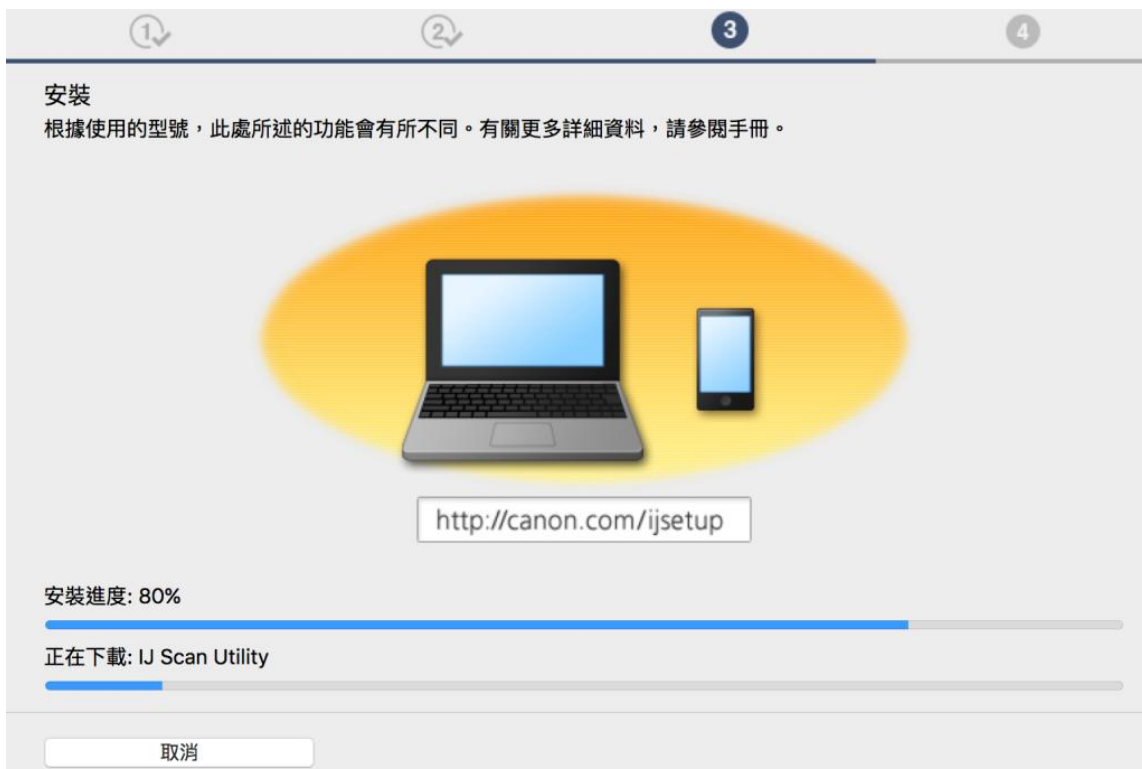 1
2
3
4
安裝
根據使用的型號，此處所述的功能會有所不同。有關更多詳細資料，請參閱手冊。
http://canon.com/ijsetup
安裝進度: 80%
正在下載: IJ Scan Utility
取消